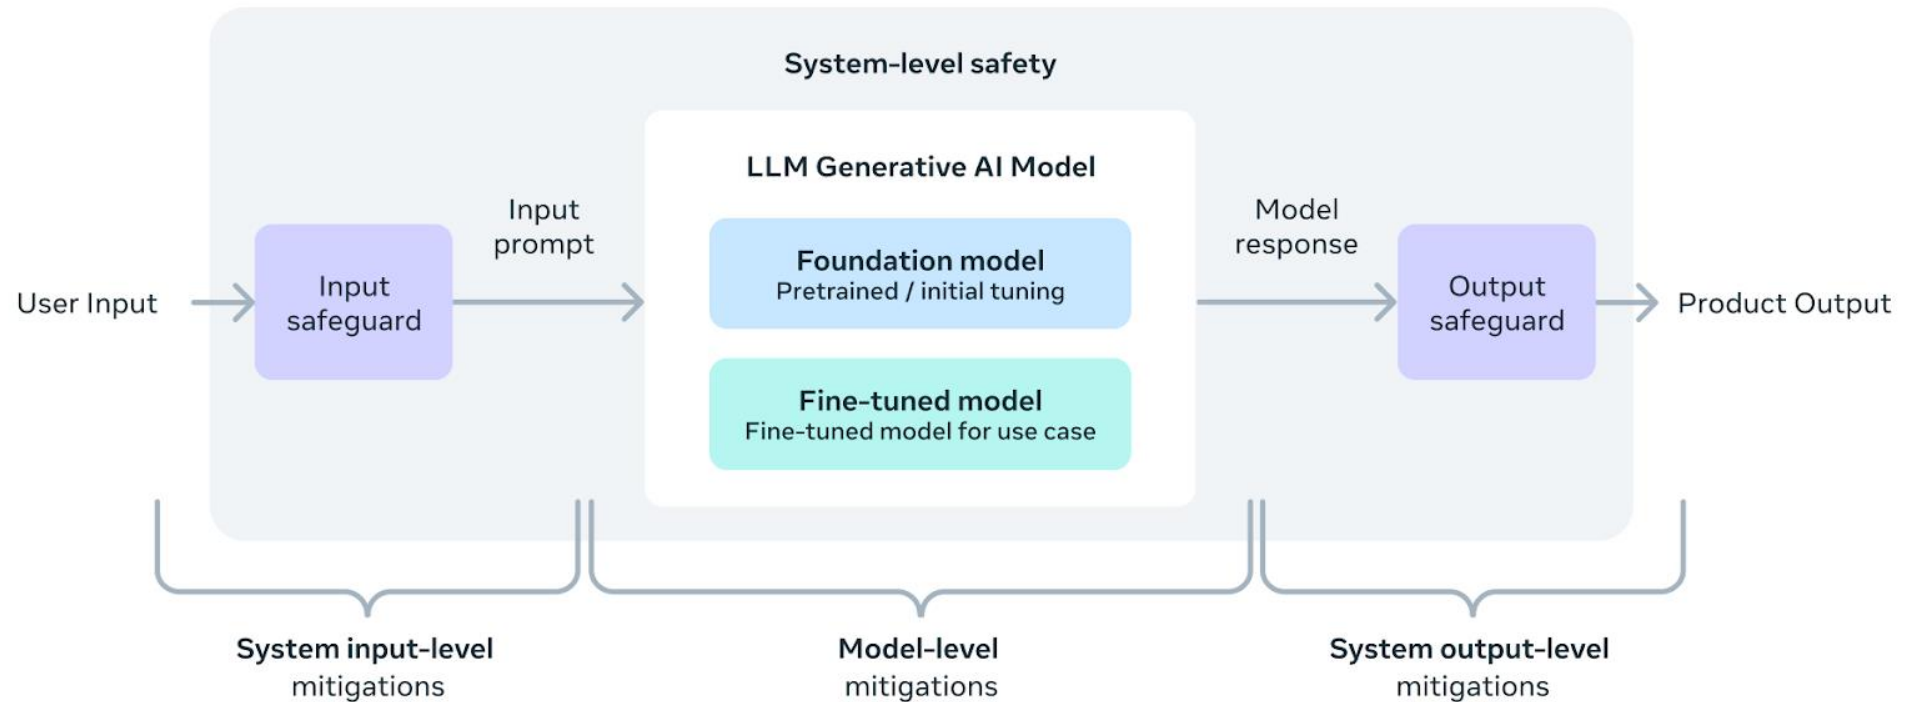 System-level safety
LLM Generative AI Model
Input
prompt
Model
response
Foundation model
Pretrained / initial tuning
User Input
Input
safeguard
Output
safeguard
Product Output
Fine-tuned model
Fine-tuned model for use case
System input-level
mitigations
Model-level
mitigations
System output-level
mitigations